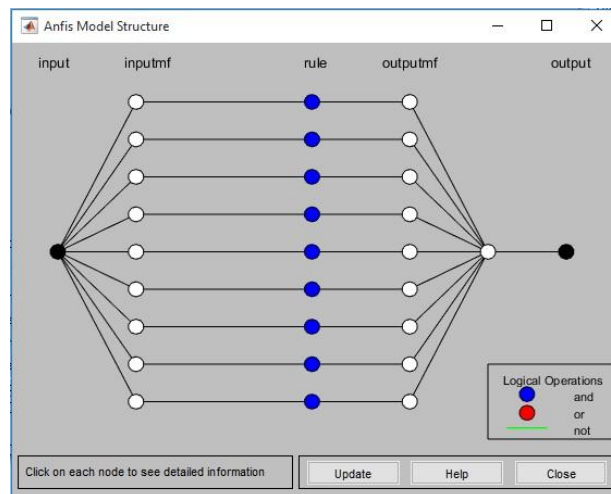 Anfis Model Structure
input inputmf rule outputmf output
Logical Operations
and
or
not
Click on each node to see detailed information
Update Help Close